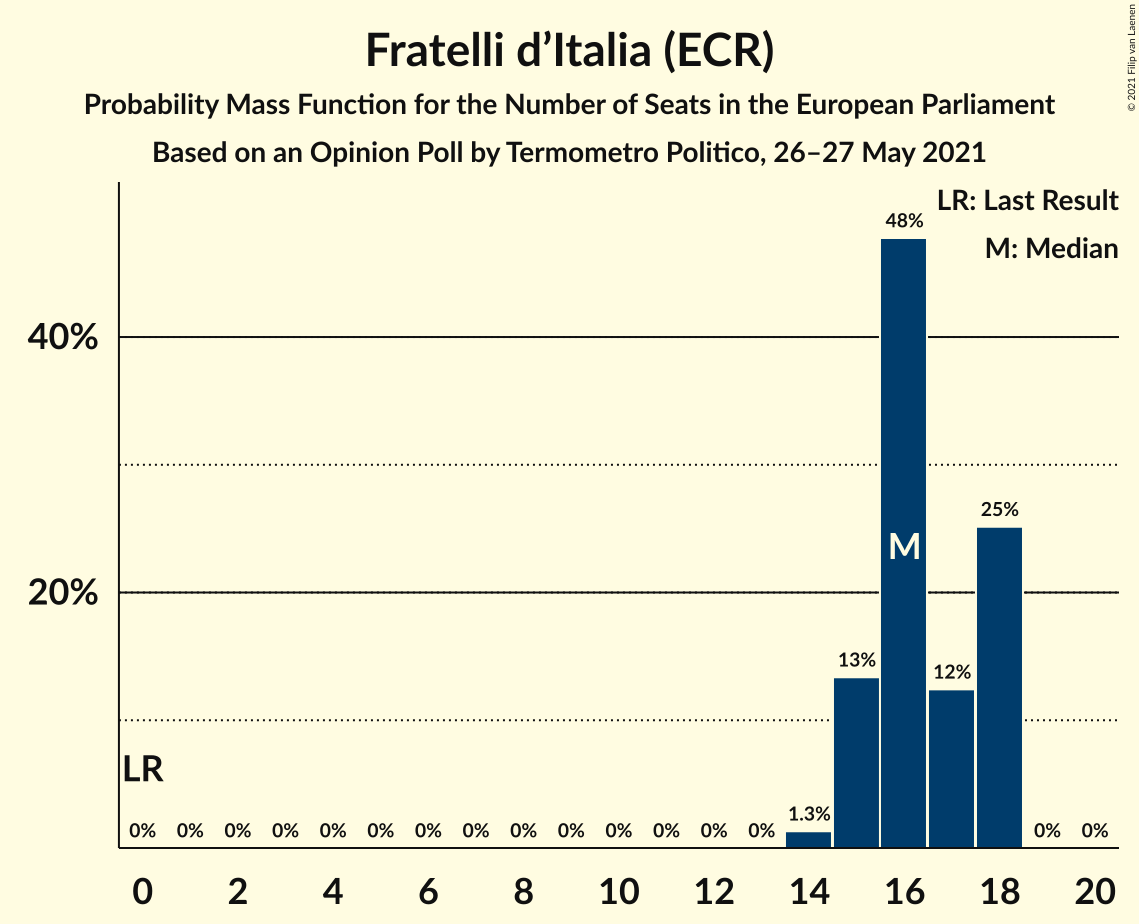 Fratelli d’Italia (ECR)
Probability Mass Function for the Number of Seats in the European Parliament
Based on an Opinion Poll by Termometro Politico, 26–27 May 2021
© 2021 Filip van Laenen
LR: Last Result
M: Median
48%
40%
25%
M
20%
13%
12%
LR
1.3%
0% 0% 0% 0% 0% 0% 0% 0% 0% 0% 0% 0% 0% 0% 0% 0%
0 2 4 6 8 10 12 14 16 18 20